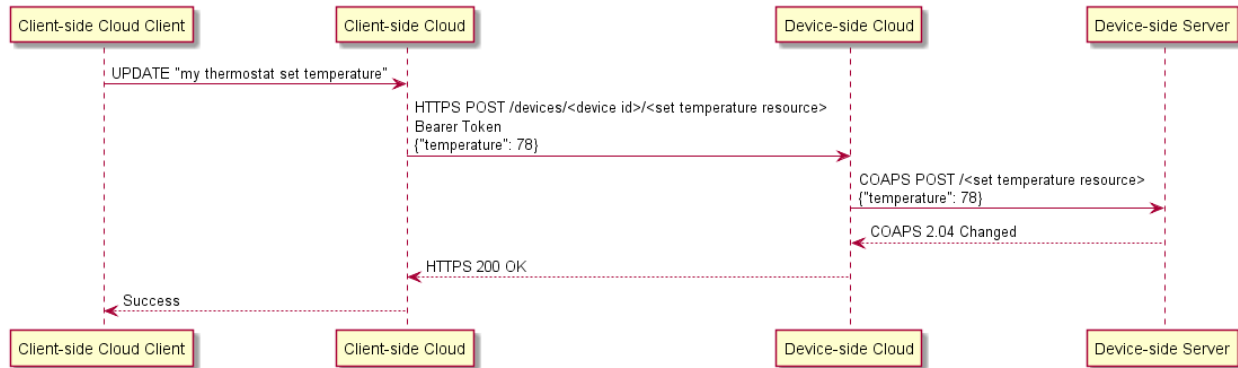 Client-side Cloud Client
Client-side Cloud
Device-side Cloud
Device-side Server
UPDATE "my thermostat set temperature"
HTTPS POST /devices/<device id>/<set temperature resource>
Bearer Token
{"temperature": 78}
COAPS POST /<set temperature resource>
{"temperature": 78}
COAPS 2.04 Changed
HTTPS 200 OK
Success
Client-side Cloud Client
Client-side Cloud
Device-side Cloud
Device-side Server